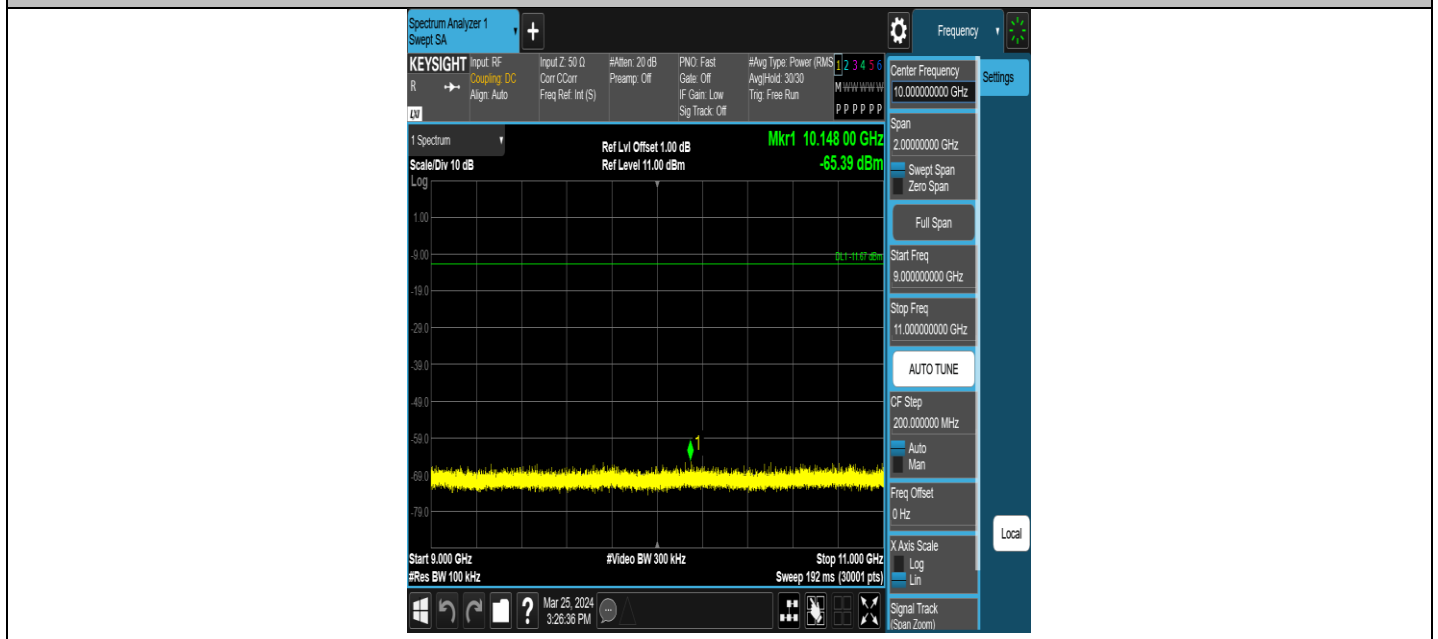 Spectrum Analyzer 1
Swept SA
+
Frequency
KEYSIGHT
R
LXI
Input: RF
Coupling: DC
Align: Auto
Input Z: 50 Ω
Corr CCorr
Freq Ref: Int (S)
#Atten: 20 dB
Preamp: Off
PNO: Fast
Gate: Off
IF Gain: Low
Sig Track: Off
#Avg Type: Power (RMS
Avg|Hold: 30/30
Trig: Free Run
1 2 3 4 5 6
M W W W W W
P P P P P P
1 Spectrum
Scale/Div 10 dB
Log
Ref Lvl Offset 1.00 dB
Ref Level 11.00 dBm
Mkr1 10.148 00 GHz
-65.39 dBm
1.00
-9.00
DL1 -11.67 dBm
-19.0
-29.0
-39.0
-49.0
-59.0
1
-69.0
-79.0
Start 9.000 GHz
#Video BW 300 kHz
Stop 11.000 GHz
#Res BW 100 kHz
Sweep 192 ms (30001 pts)
?
Mar 25, 2024
3:26:36 PM
Center Frequency
10.000000000 GHz
Settings
Span
2.00000000 GHz
Swept Span
Zero Span
Full Span
Start Freq
9.000000000 GHz
Stop Freq
11.000000000 GHz
AUTO TUNE
CF Step
200.000000 MHz
Auto
Man
Freq Offset
0 Hz
X Axis Scale
Log
Lin
Signal Track
(Span Zoom)
Local